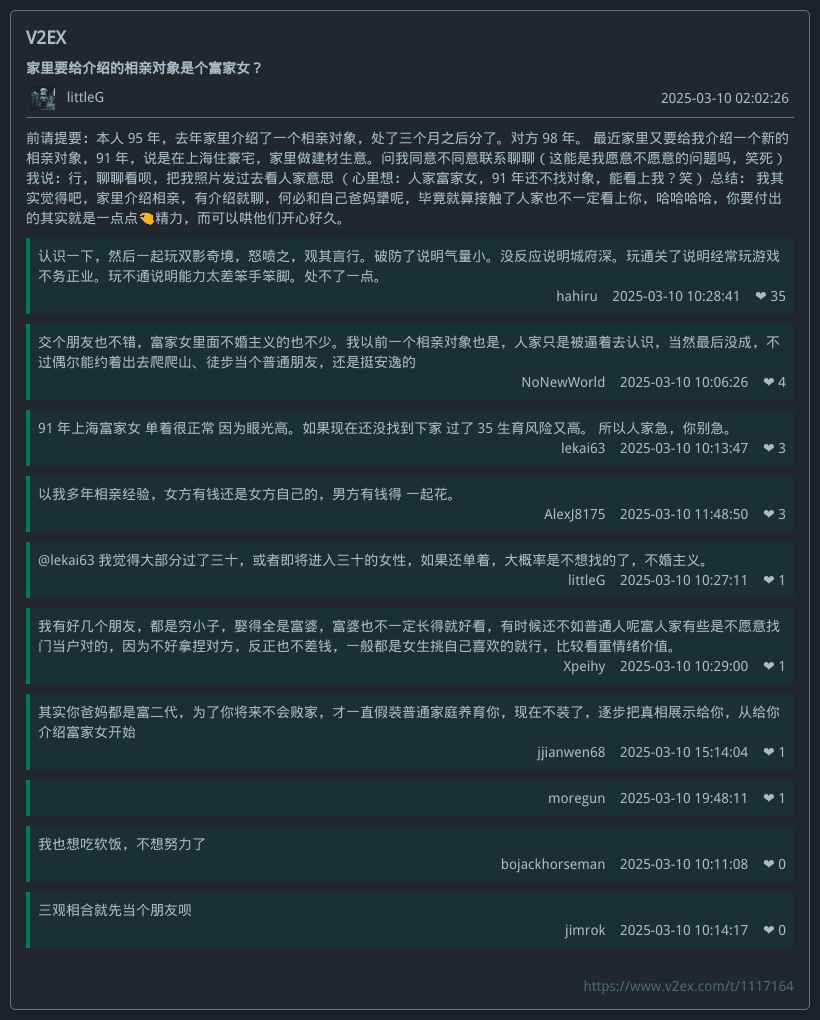 V2EX
家里要给介绍的相亲对象是个富家女？
littleG
2025-03-10 02:02:26
前请提要：本人 95 年，去年家里介绍了一个相亲对象，处了三个月之后分了。对方 98 年。 最近家里又要给我介绍一个新的
相亲对象，91 年，说是在上海住豪宅，家里做建材生意。问我同意不同意联系聊聊（这能是我愿意不愿意的问题吗，笑死）
我说：行，聊聊看呗，把我照片发过去看人家意思 （心里想：人家富家女，91 年还不找对象，能看上我？笑）总结： 我其
实觉得吧，家里介绍相亲，有介绍就聊，何必和自己爸妈犟呢，毕竟就算接触了人家也不一定看上你，哈哈哈哈，你要付出
的其实就是一点点🤏精力，而可以哄他们开心好久。
认识一下，然后一起玩双影奇境，怒喷之，观其言行。破防了说明气量小。没反应说明城府深。玩通关了说明经常玩游戏
不务正业。玩不通说明能力太差笨手笨脚。处不了一点。
hahiru 2025-03-10 10:28:41 ❤ 35
交个朋友也不错，富家女里面不婚主义的也不少。我以前一个相亲对象也是，人家只是被逼着去认识，当然最后没成，不
过偶尔能约着出去爬爬山、徒步当个普通朋友，还是挺安逸的
NoNewWorld 2025-03-10 10:06:26 ❤ 4
91 年上海富家女 单着很正常 因为眼光高。如果现在还没找到下家 过了 35 生育风险又高。 所以人家急，你别急。
lekai63 2025-03-10 10:13:47 ❤ 3
以我多年相亲经验，女方有钱还是女方自己的，男方有钱得 一起花。
AlexJ8175 2025-03-10 11:48:50 ❤ 3
@lekai63 我觉得大部分过了三十，或者即将进入三十的女性，如果还单着，大概率是不想找的了，不婚主义。
littleG 2025-03-10 10:27:11 ❤ 1
我有好几个朋友，都是穷小子，娶得全是富婆，富婆也不一定长得就好看，有时候还不如普通人呢富人家有些是不愿意找
门当户对的，因为不好拿捏对方，反正也不差钱，一般都是女生挑自己喜欢的就行，比较看重情绪价值。
Xpeihy 2025-03-10 10:29:00 ❤ 1
其实你爸妈都是富二代，为了你将来不会败家，才一直假装普通家庭养育你，现在不装了，逐步把真相展示给你，从给你
介绍富家女开始
jjianwen68 2025-03-10 15:14:04 ❤ 1
moregun 2025-03-10 19:48:11 ❤ 1
我也想吃软饭，不想努力了
bojackhorseman 2025-03-10 10:11:08 ❤ 0
三观相合就先当个朋友呗
jimrok 2025-03-10 10:14:17 ❤ 0
https://www.v2ex.com/t/1117164